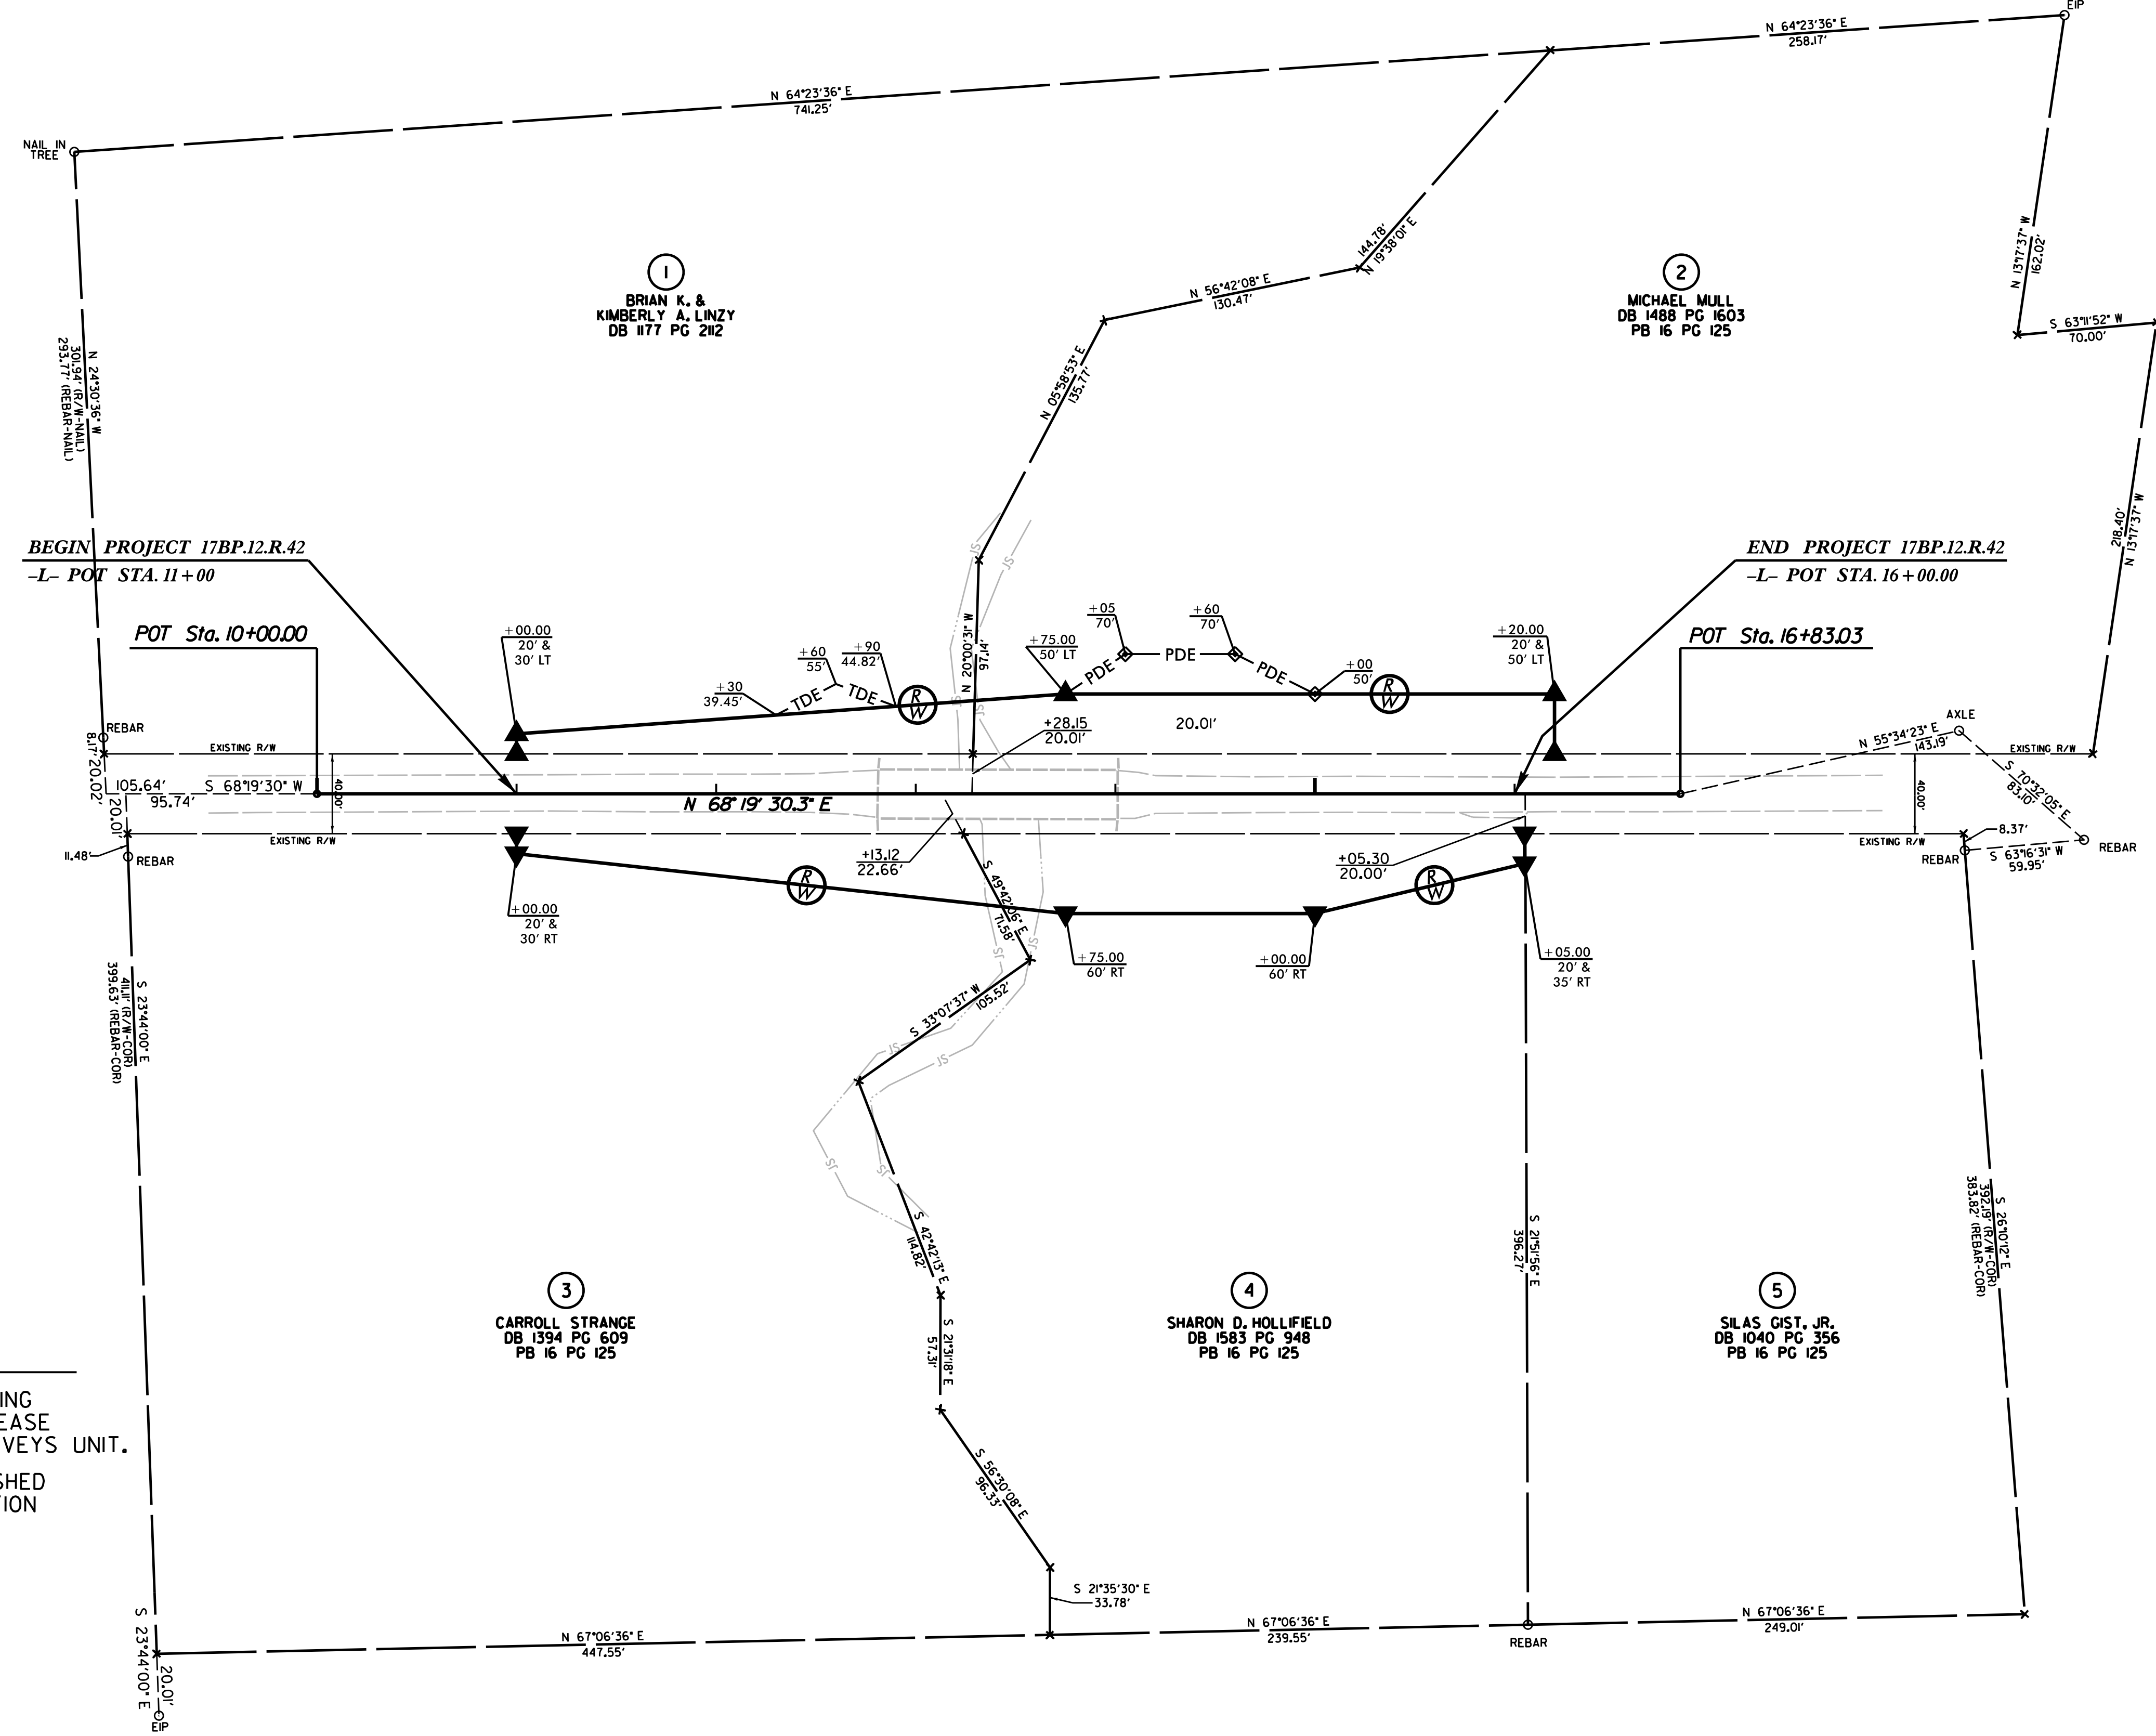 EIP
N 64°23'36" E
258.17'
N 64°23'36" E
741.25'
NAIL IN
TREE
144.78'
N 19°38'01" E
N 13°17'37" W
162.02'
1
BRIAN K. &
KIMBERLY A. LINZY
DB 1177 PG 2112
N 56°42'08" E
130.47'
2
MICHAEL MULL
DB 1488 PG 1603
PB 16 PG 125
S 63°11'52" W
70.00'
N 24°30'36" W
301.94' (R/W-NAIL)
293.77' (REBAR-NAIL)
N 05°58'53" E
135.77'
218.40'
N 13°17'37" W
BEGIN PROJECT 17BP.12.R.42
–L– POT STA. 11+00
JS
JS
END PROJECT 17BP.12.R.42
–L– POT STA. 16+00.00
POT Sta. 10+00.00
+00.00
20' &
30' LT
+60
55'
+90
44.82'
N 20°00'31" W
97.14'
+75.00
50' LT
+05
70'
+60
70'
PDE
PDE
PDE
+00
50'
+20.00
20' &
50' LT
POT Sta. 16+83.03
+30
39.45'
TDE
TDE
R
W
JS
JS
R
W
REBAR
8.17'
20.02'
EXISTING R/W
+28.15
20.01'
20.01'
N 55°34'23" E
143.19'
AXLE
EXISTING R/W
S 70°32'05" E
83.10'
105.64'
S 68°19'30" W
95.74'
40.00'
N 68°19'30.3" E
40.00'
20.01'
11.48'
REBAR
EXISTING R/W
+13.12
22.66'
+05.30
20.00'
EXISTING R/W
8.37'
REBAR
S 63°16'31" W
59.95'
REBAR
R
W
S 49°42'06" E
71.58'
R
W
+00.00
20' &
30' RT
JS
JS
+75.00
60' RT
+00.00
60' RT
+05.00
20' &
35' RT
S 23°44'00" E
411.11' (R/W-COR)
399.63' (REBAR-COR)
S 33°07'37" W
105.52'
JS
JS
JS
JS
S 42°42'13" E
114.82'
S 21°51'56" E
396.27'
S 26°10'12" E
392.19' (R/W-COR)
383.82' (REBAR-COR)
3
CARROLL STRANGE
DB 1394 PG 609
PB 16 PG 125
S 21°31'18" E
57.31'
4
SHARON D. HOLLIFIELD
DB 1583 PG 948
PB 16 PG 125
5
SILAS GIST, JR.
DB 1040 PG 356
PB 16 PG 125
ING
EASE
VEYS UNIT.
SHED
TION
S 56°30'08" E
96.33'
S 21°35'30" E
33.78'
S 23°44'00" E
20.01'
EIP
N 67°06'36" E
447.55'
N 67°06'36" E
239.55'
REBAR
N 67°06'36" E
249.01'